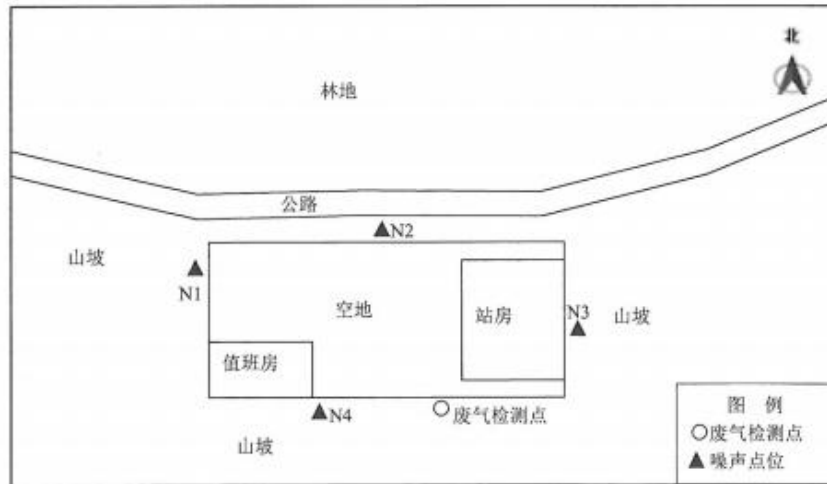 北
林地
公路
N2
山坡
N1
空地
站房
N3
山坡
值班房
N4
废气检测点
山坡
图 例
废气检测点
噪声点位